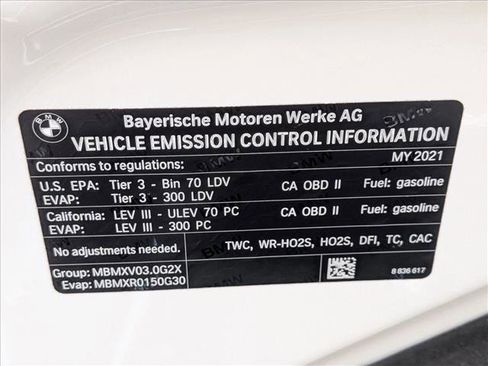 BMW
Bayerische Motoren Werke AG
VEHICLE EMISSION CONTROL INFORMATION
Conforms to regulations: MY 2021
U.S. EPA: Tier 3 - Bin 70 LDV CA OBD II Fuel: gasoline
EVAP: Tier 3 - 300 LDV
California: LEV III - ULEV 70 PC CA OBD II Fuel: gasoline
EVAP: LEV III - 300 PC
No adjustments needed. TWC, WR-HO2S, HO2S, DFI, TC, CAC
Group: MBMXV03.0G2X
Evap: MBMXR0150G30 8 836 617